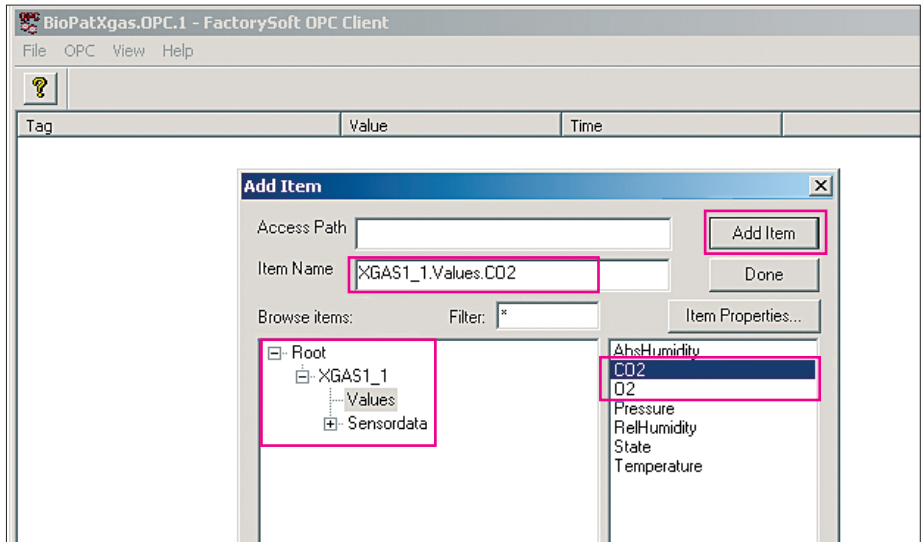 BioPatXgas.OPC.1 - FactorySoft OPC Client
File OPC View Help
Tag Value Time
Add Item
Access Path
Add Item
Item Name XGAS1_1.Values.CO2
Done
Browse items: Filter: *
Item Properties...
Root
XGAS1_1
Values
Sensordata
AbsHumidity
CO2
O2
Pressure
RelHumidity
State
Temperature